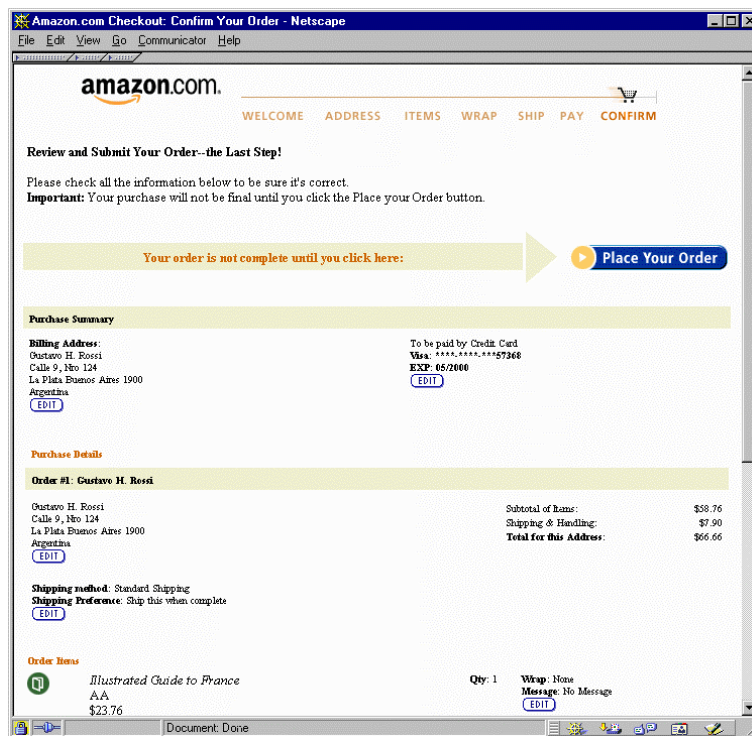 Amazon.com Checkout: Confirm Your Order - Netscape
File Edit View Go Communicator Help
amazon.com.
WELCOME ADDRESS ITEMS WRAP SHIP PAY CONFIRM
Review and Submit Your Order--the Last Step!
Please check all the information below to be sure it's correct.
Important: Your purchase will not be final until you click the Place your Order button.
Your order is not complete until you click here:
Place Your Order
Purchase Summary
Billing Address:
Gustavo H. Rossi
Calle 9, Nro 124
La Plata Buenos Aires 1900
Argentina
EDIT
To be paid by Credit Card
Visa: ****-****-***57368
EXP: 05/2000
EDIT
Purchase Details
Order #1: Gustavo H. Rossi
Gustavo H. Rossi
Calle 9, Nro 124
La Plata Buenos Aires 1900
Argentina
EDIT
Subtotal of Items: $58.76
Shipping & Handling: $7.90
Total for this Address: $66.66
Shipping method: Standard Shipping
Shipping Preference: Ship this when complete
EDIT
Order Items
Illustrated Guide to France
AA
$23.76
Qty: 1
Wrap: None
Message: No Message
EDIT
Document: Done